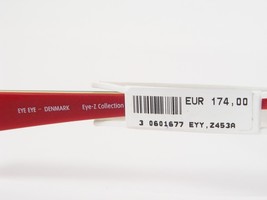 EYE EYE - DENMARK Eye-Z Collection
EUR 174,00
3 0601677 EYY,Z453A